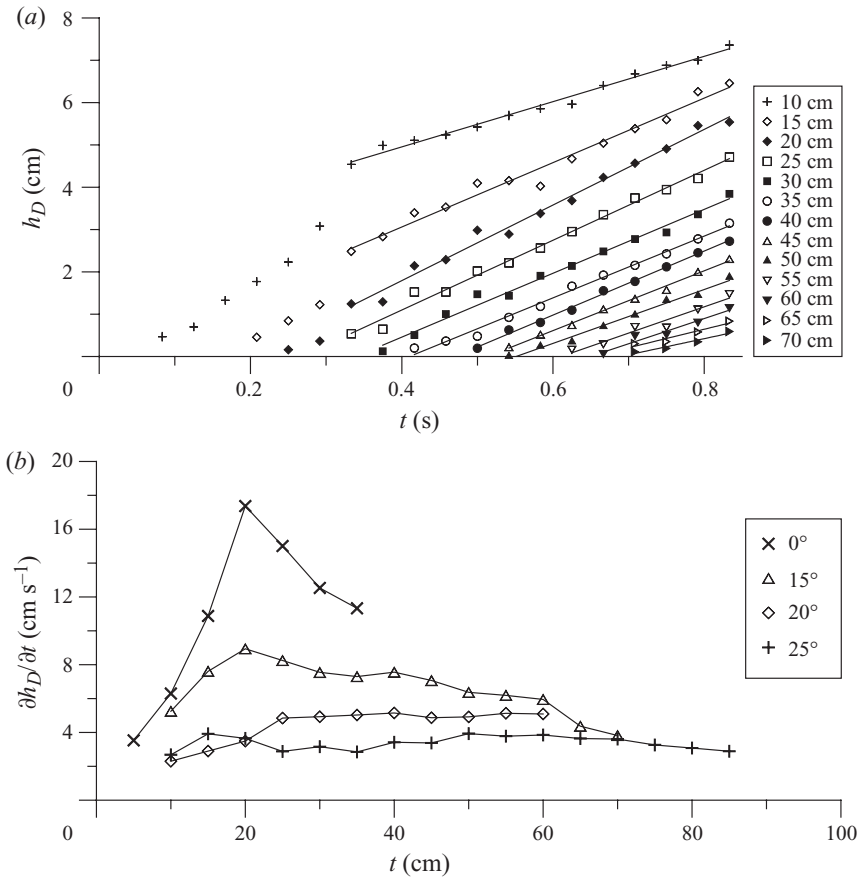 (a)
8
6
4
2
0
h_D (cm)
0.2
0.4
0.6
0.8
t (s)
10 cm
15 cm
20 cm
25 cm
30 cm
35 cm
40 cm
45 cm
50 cm
55 cm
60 cm
65 cm
70 cm
(b)
20
16
12
8
4
0
∂h_D/∂t (cm s⁻¹)
20
40
60
80
100
t (cm)
0°
15°
20°
25°